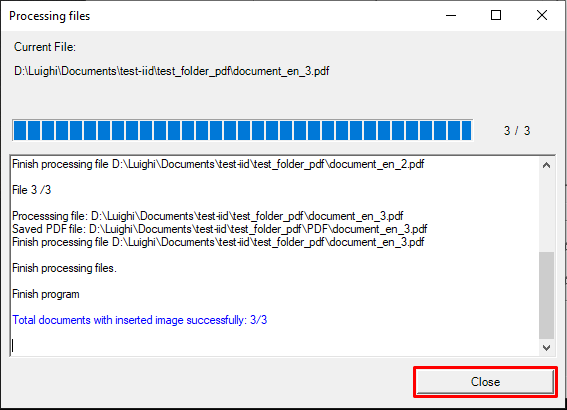 Processing files
Current File:
D:\Luighi\Documents\test-iid\test_folder_pdf\document_en_3.pdf
3 / 3
Finish processing file D:\Luighi\Documents\test-iid\test_folder_pdf\document_en_2.pdf
File 3 /3
Processsing file: D:\Luighi\Documents\test-iid\test_folder_pdf\document_en_3.pdf
Saved PDF file: D:\Luighi\Documents\test-iid\test_folder_pdf\PDF\document_en_3.pdf
Finish processing file D:\Luighi\Documents\test-iid\test_folder_pdf\document_en_3.pdf
Finish processing files.
Finish program
Total documents with inserted image successfully: 3/3
Close